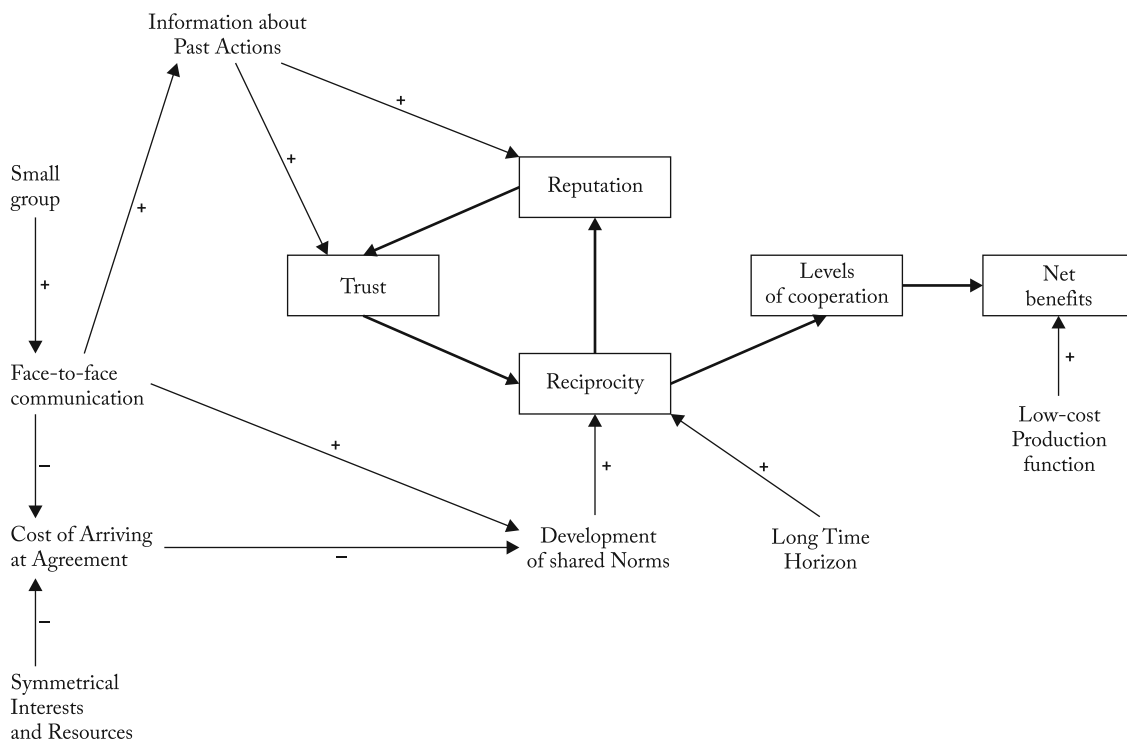 Information about
Past Actions
+
+
Small
group
+
Reputation
+
Trust
Levels
of cooperation
Net
benefits
+
Face-to-face
communication
Reciprocity
+
Low-cost
Production
function
+
–
+
+
Cost of Arriving
at Agreement
–
Development
of shared Norms
Long Time
Horizon
–
Symmetrical
Interests
and Resources